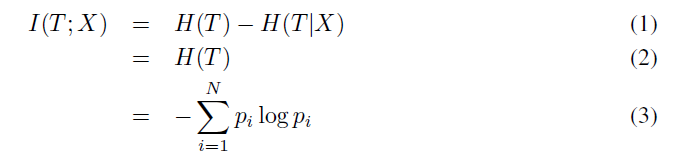 I(T; X) = H(T) − H(T|X) (1)
= H(T) (2)
= − ∑_{i=1}^{N} p_i log p_i (3)